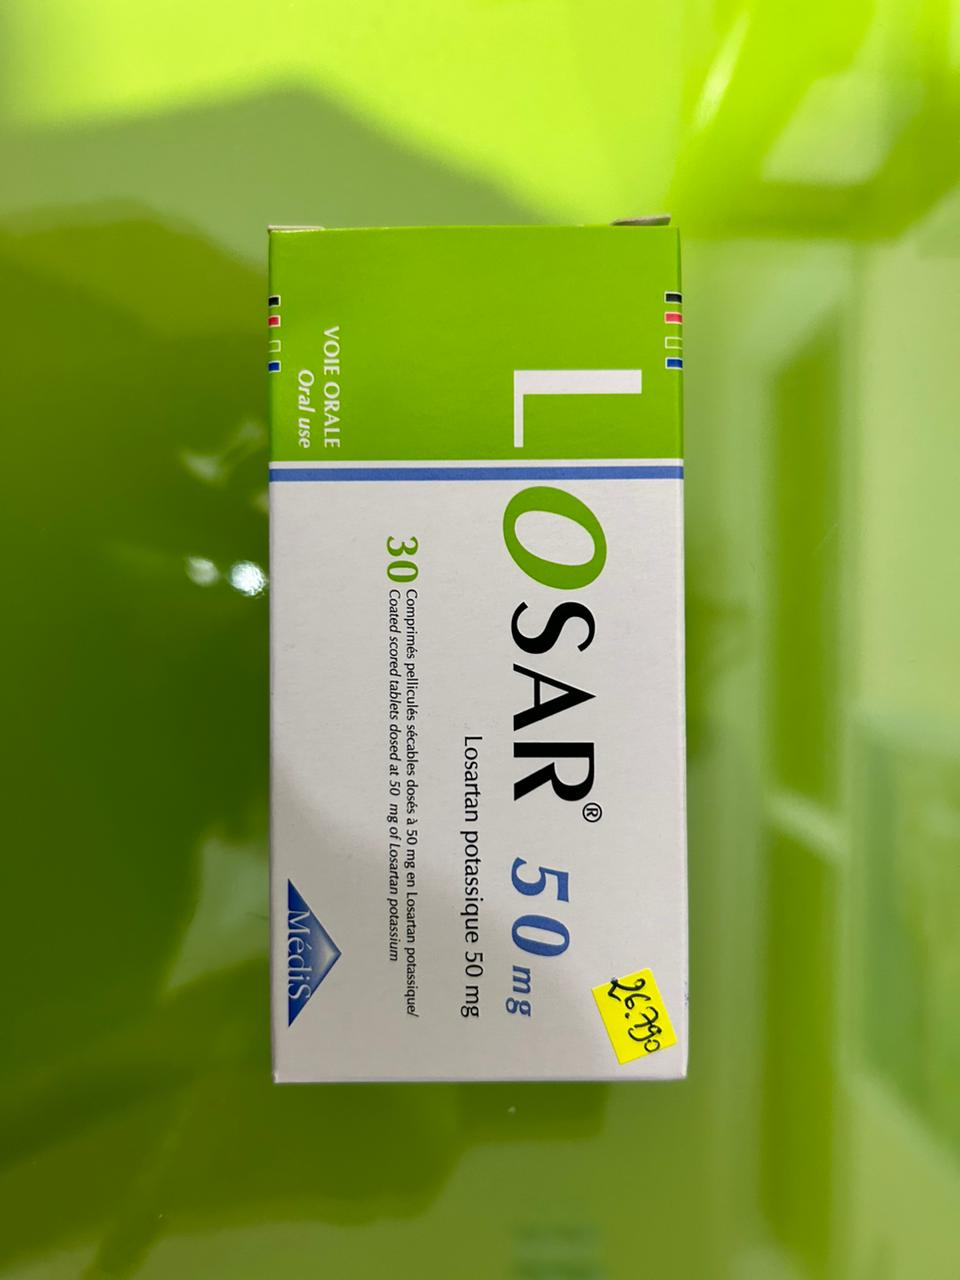 26.790
LOSAR® 50 mg
Losartan potassique 50 mg
30 Comprimés pelliculés sécables dosés à 50 mg en Losartan potassique/
Coated scored tablets dosed at 50 mg of Losartan potassium
VOIE ORALE
Oral use
MédiS